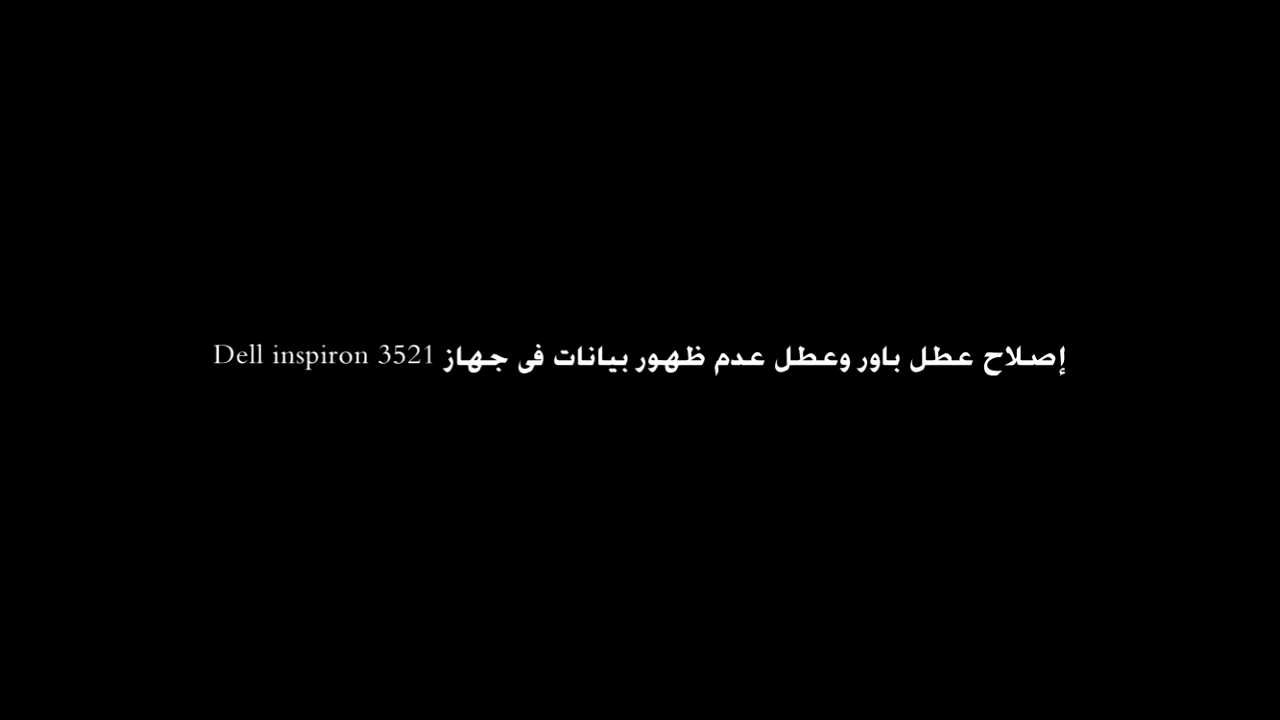 إصلاح عطل باور وعطل عدم ظهور بيانات فى جهاز Dell inspiron 3521